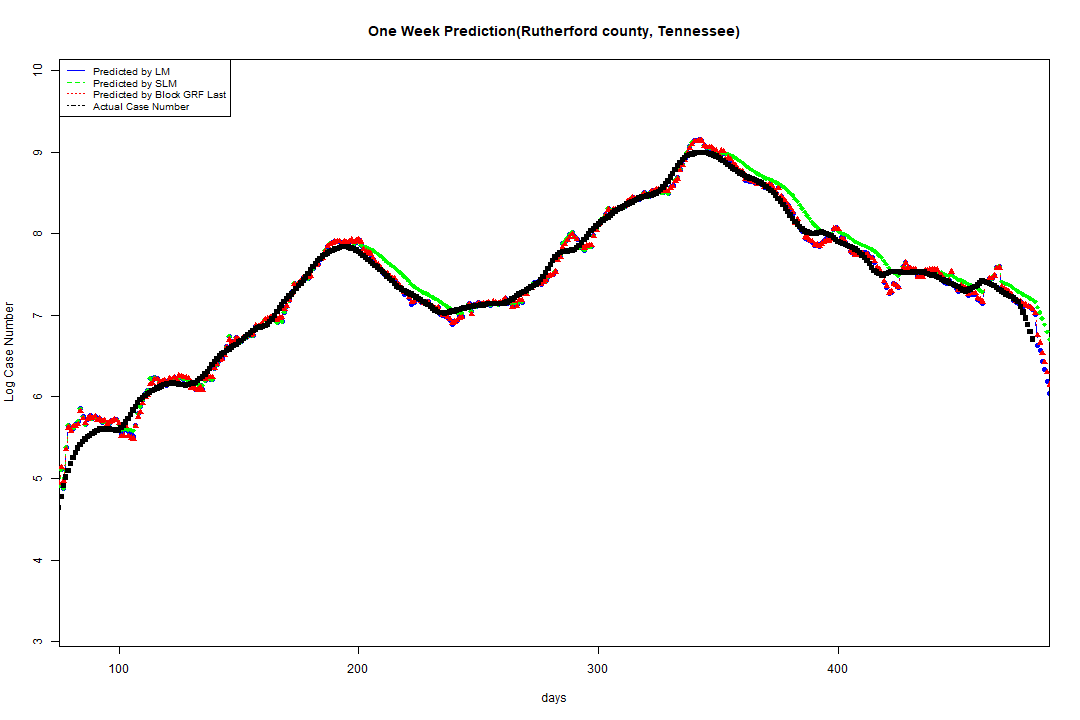 One Week Prediction(Rutherford county, Tennessee)
Predicted by LM
Predicted by SLM
Predicted by Block GRF Last
Actual Case Number
10
9
8
7
6
5
4
3
Log Case Number
100 200 300 400
days